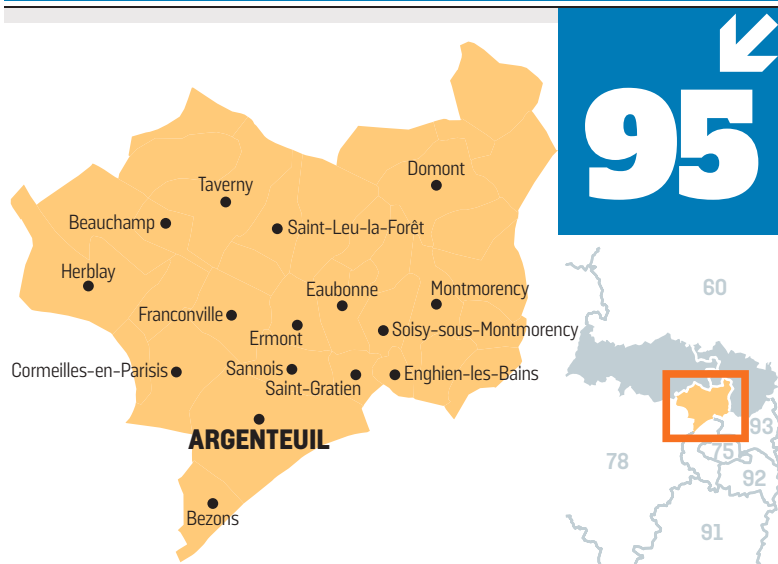 95
Domont
Taverny
Beauchamp
Saint-Leu-la-Forêt
Herblay
Eaubonne
Montmorency
Franconville
Ermont
Soisy-sous-Montmorency
Cormeilles-en-Parisis
Sannois
Saint-Gratien
Enghien-les-Bains
ARGENTEUIL
Bezons
60
93
75
78
92
91